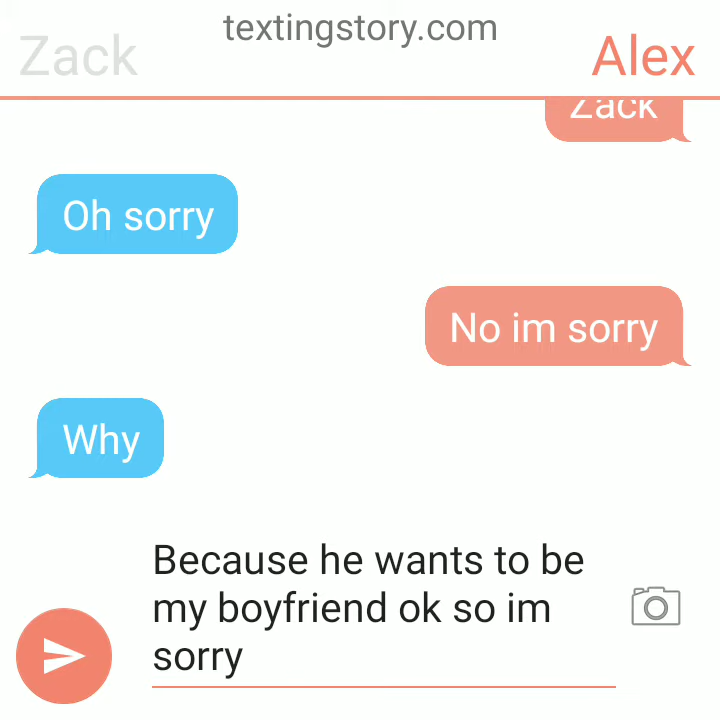 textingstory.com
Zack
Alex
Zack
Oh sorry
No im sorry
Why
Because he wants to be
my boyfriend ok so im
sorry